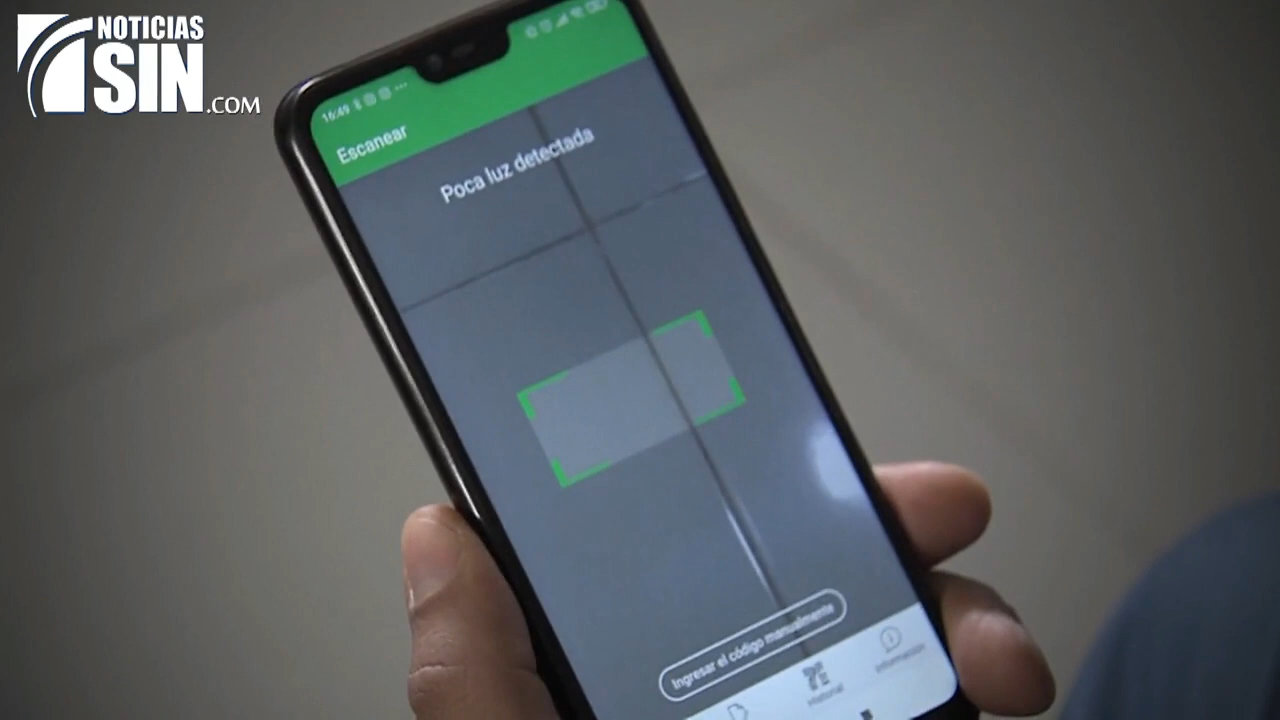 NOTICIAS
SIN.COM
16:49
Escanear
Poca luz detectada
Ingresar el código manualmente
Historial
Información